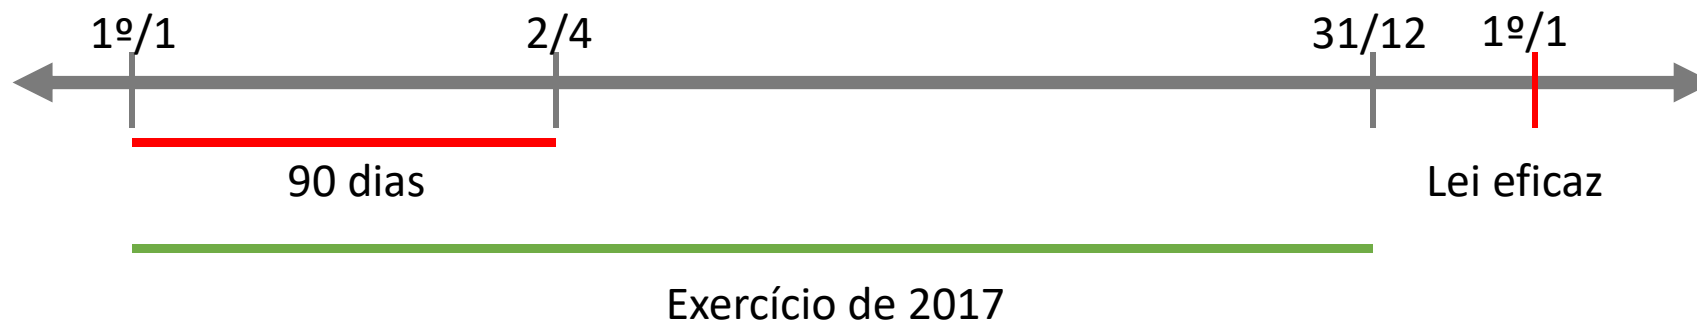 1º/1 2/4 31/12 1º/1
90 dias Lei eficaz
Exercício de 2017